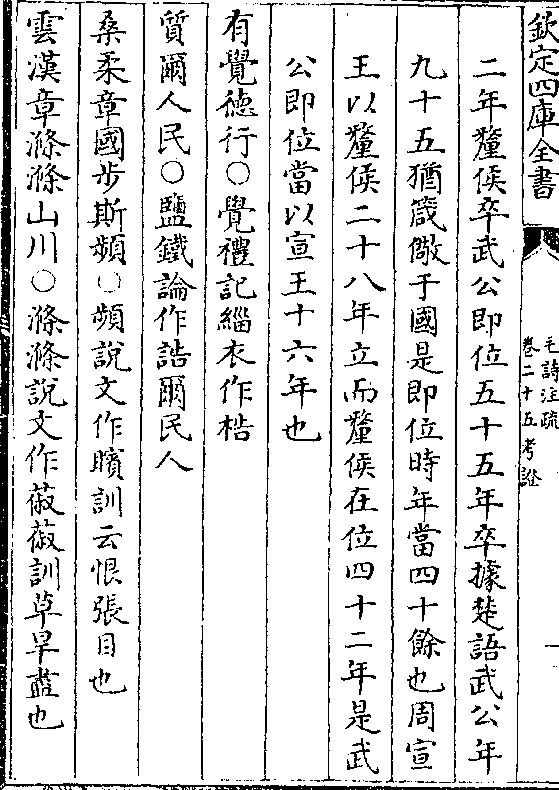 欽定四庫全書
毛詩注疏
卷二十五考證
二年釐侯卒武公即位五十五年卒據楚語武公年
九十五猶箴儆于國是即位時年當四十餘也周宣
王以釐侯二十八年立而釐侯在位四十二年是武
公即位當以宣王十六年也
有覺德行○覺禮記緇衣作梏
質爾人民○鹽鐵論作誥爾民人
桑柔章國步斯頻○頻說文作矉訓云恨張目也
雲漢章滌滌山川○滌滌說文作蔋蔋訓草旱盡也